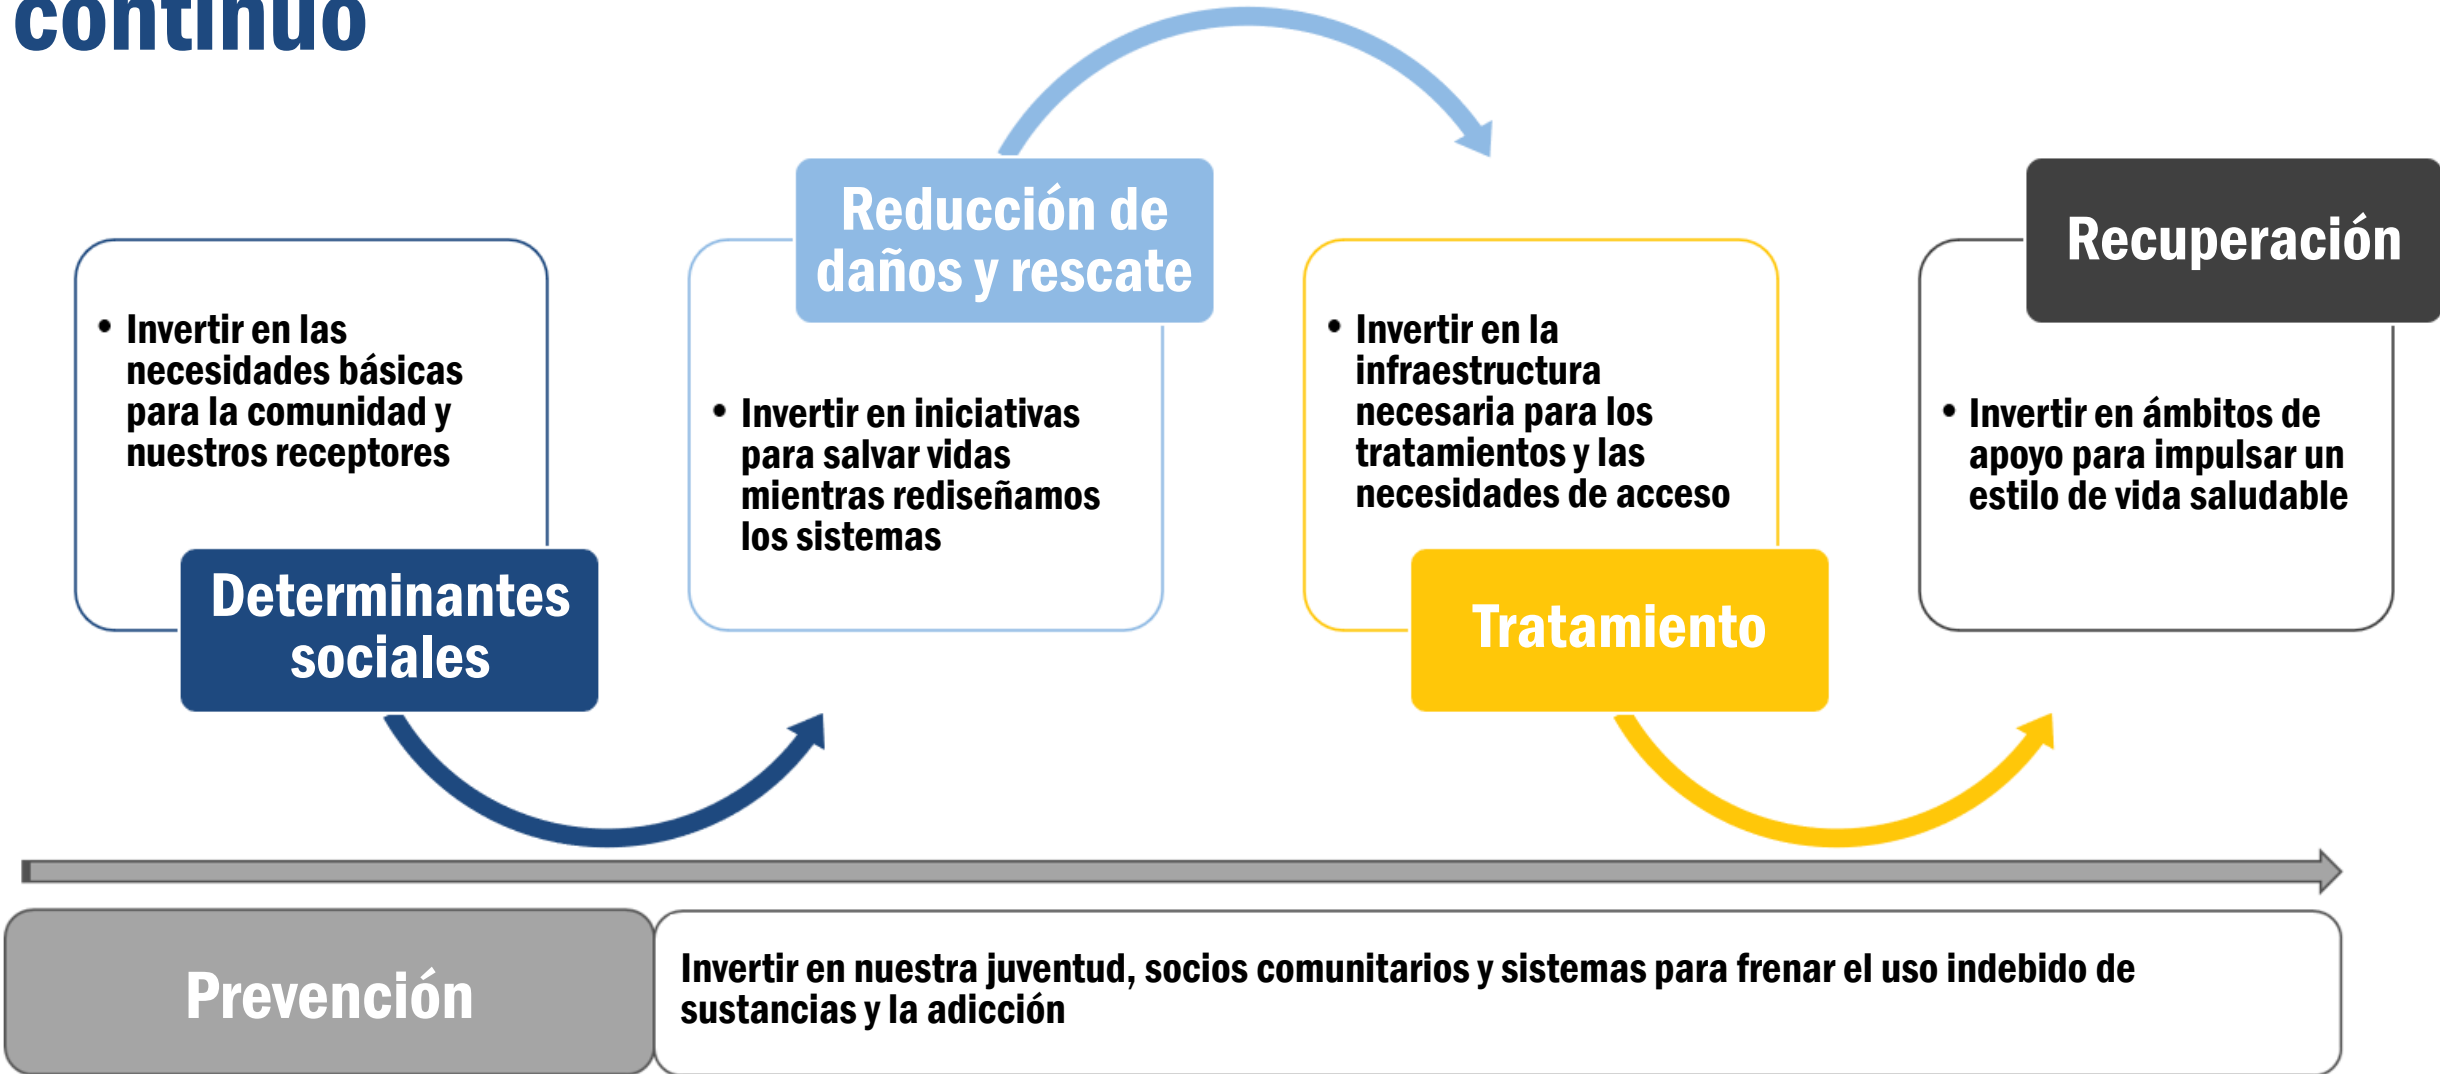 continuo
• Invertir en las
necesidades básicas
para la comunidad y
nuestros receptores
Determinantes
sociales
Reducción de
daños y rescate
• Invertir en iniciativas
para salvar vidas
mientras rediseñamos
los sistemas
• Invertir en la
infraestructura
necesaria para los
tratamientos y las
necesidades de acceso
Tratamiento
Recuperación
• Invertir en ámbitos de
apoyo para impulsar un
estilo de vida saludable
Prevención
Invertir en nuestra juventud, socios comunitarios y sistemas para frenar el uso indebido de
sustancias y la adicción